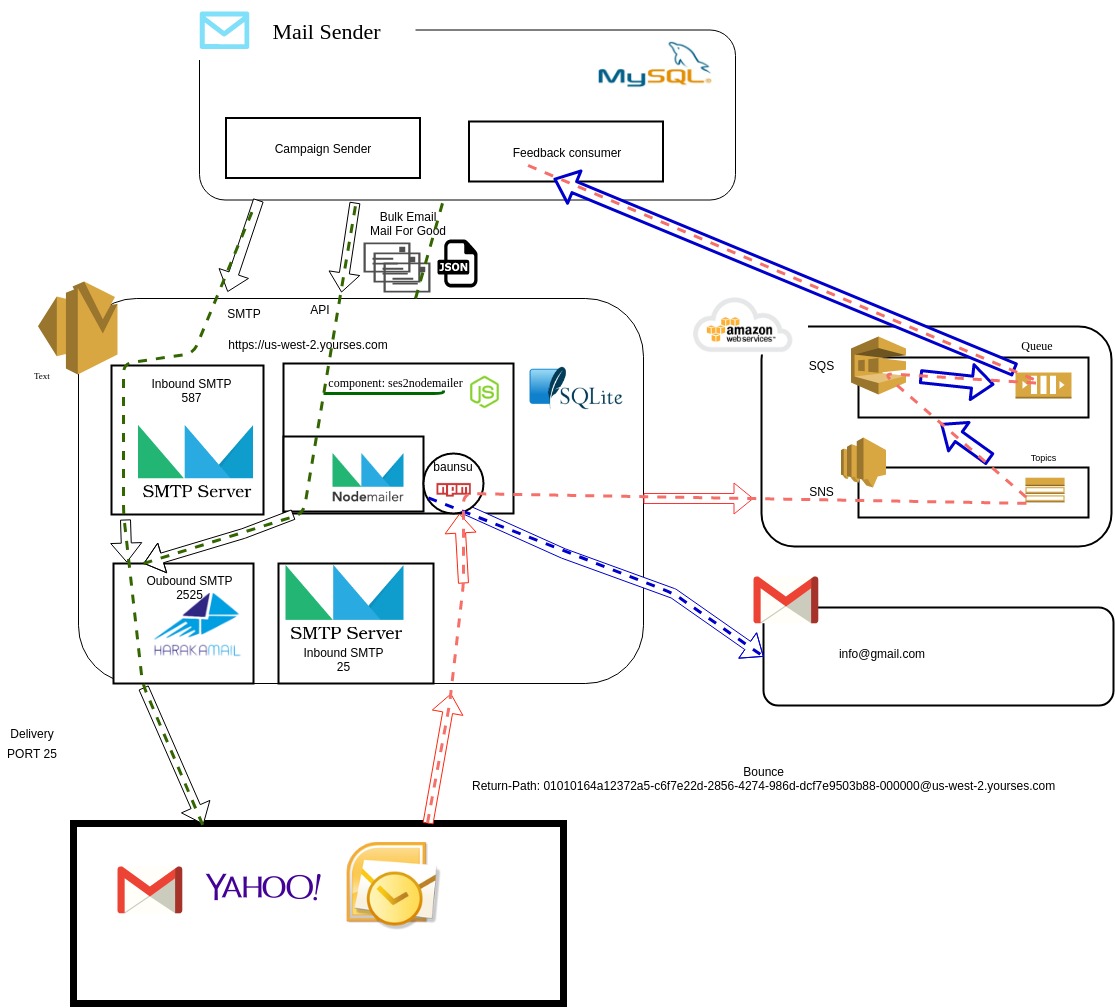 Mail Sender
MySQL®
Campaign Sender
Feedback consumer
Bulk Email
Mail For Good
JSON
SMTP
API
https://us-west-2.yourses.com
Text
amazon
web services™
SQS
Queue
Inbound SMTP
587
SMTP Server
component: ses2nodemailer
JS
SQLite
Nodemailer
baunsu
npm
Topics
SNS
Oubound SMTP
2525
HARAKAMAIL
SMTP Server
Inbound SMTP
25
info@gmail.com
Delivery
PORT 25
Bounce
Return-Path: 01010164a12372a5-c6f7e22d-2856-4274-986d-dcf7e9503b88-000000@us-west-2.yourses.com
YAHOO!